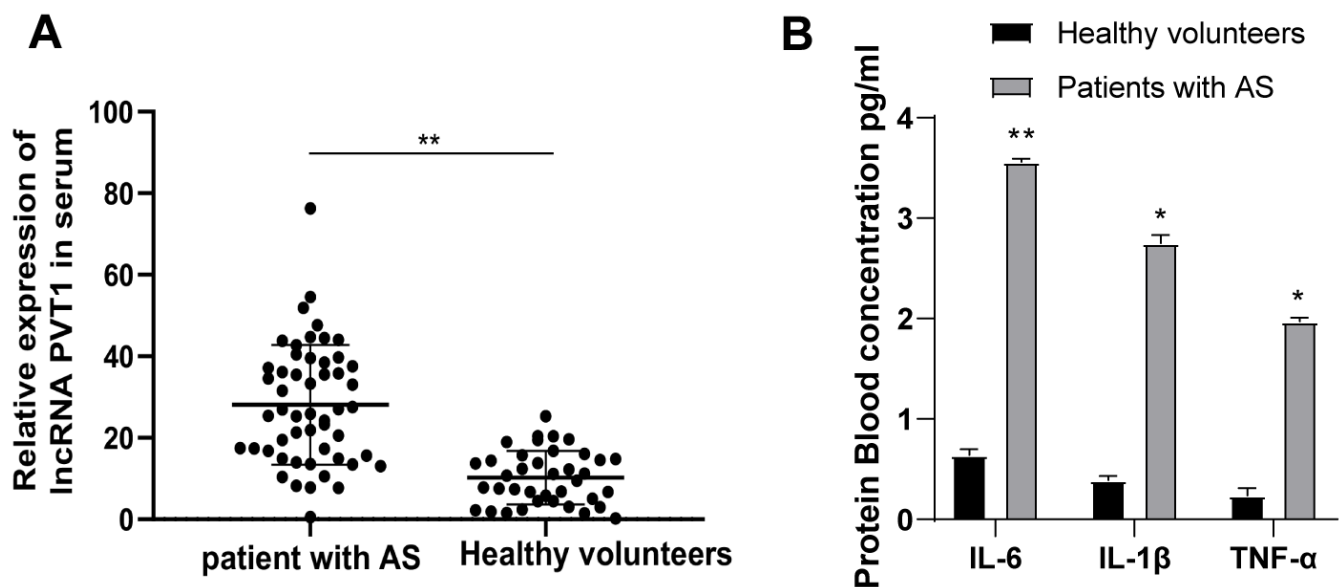 A
Relative expression of
lncRNA PVT1 in serum
100
80
60
40
20
0
**
patient with AS
Healthy volunteers
B
Healthy volunteers
Patients with AS
Protein Blood concentration pg/ml
4
3
2
1
0
**
*
*
IL-6
IL-1β
TNF-α